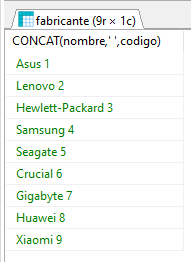 fabricante (9r × 1c)
CONCAT(nombre,' ',codigo)
Asus 1
Lenovo 2
Hewlett-Packard 3
Samsung 4
Seagate 5
Crucial 6
Gigabyte 7
Huawei 8
Xiaomi 9